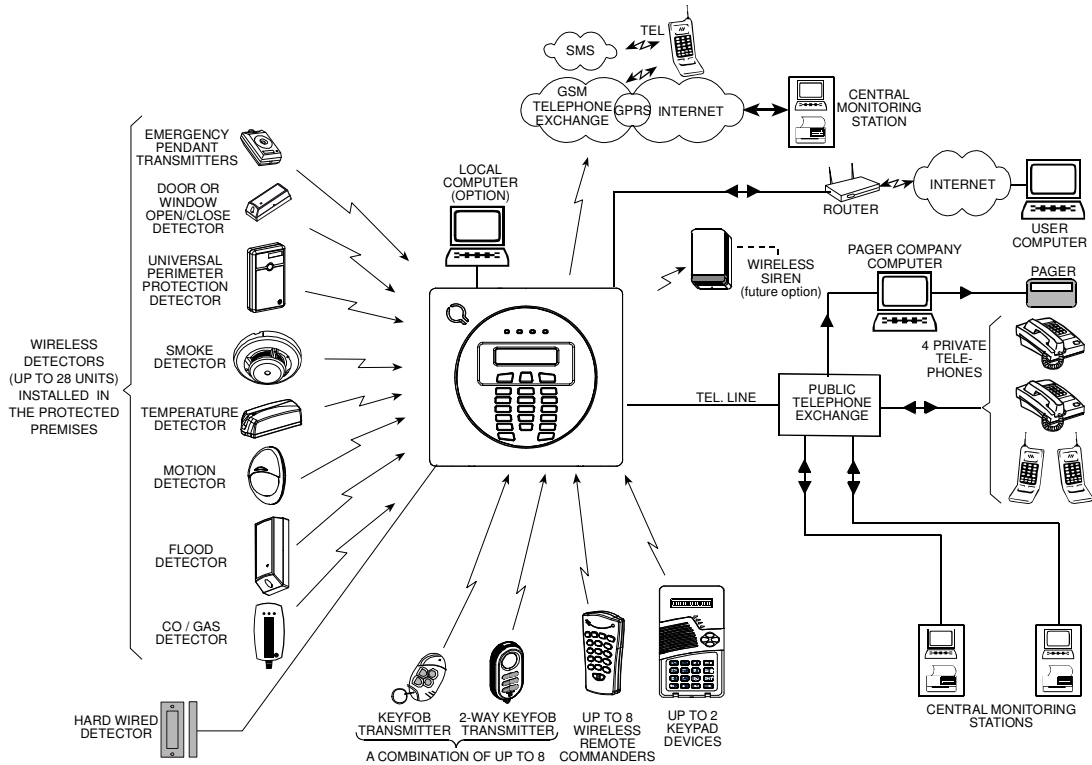 TEL
SMS
GSM
TELEPHONE
EXCHANGE
GPRS
INTERNET
CENTRAL
MONITORING
STATION
EMERGENCY
PENDANT
TRANSMITTERS
DOOR OR
WINDOW
OPEN/CLOSE
DETECTOR
UNIVERSAL
PERIMETER
PROTECTION
DETECTOR
WIRELESS
DETECTORS
(UP TO 28 UNITS)
INSTALLED IN
THE PROTECTED
PREMISES
SMOKE
DETECTOR
TEMPERATURE
DETECTOR
MOTION
DETECTOR
FLOOD
DETECTOR
CO / GAS
DETECTOR
HARD WIRED
DETECTOR
LOCAL
COMPUTER
(OPTION)
ROUTER
INTERNET
USER
COMPUTER
WIRELESS
SIREN
(future option)
PAGER COMPANY
COMPUTER
PAGER
4 PRIVATE
TELE-
PHONES
TEL. LINE
PUBLIC
TELEPHONE
EXCHANGE
KEYFOB
TRANSMITTER
2-WAY KEYFOB
TRANSMITTER
A COMBINATION OF UP TO 8
UP TO 8
WIRELESS
REMOTE
COMMANDERS
UP TO 2
KEYPAD
DEVICES
CENTRAL MONITORING
STATIONS